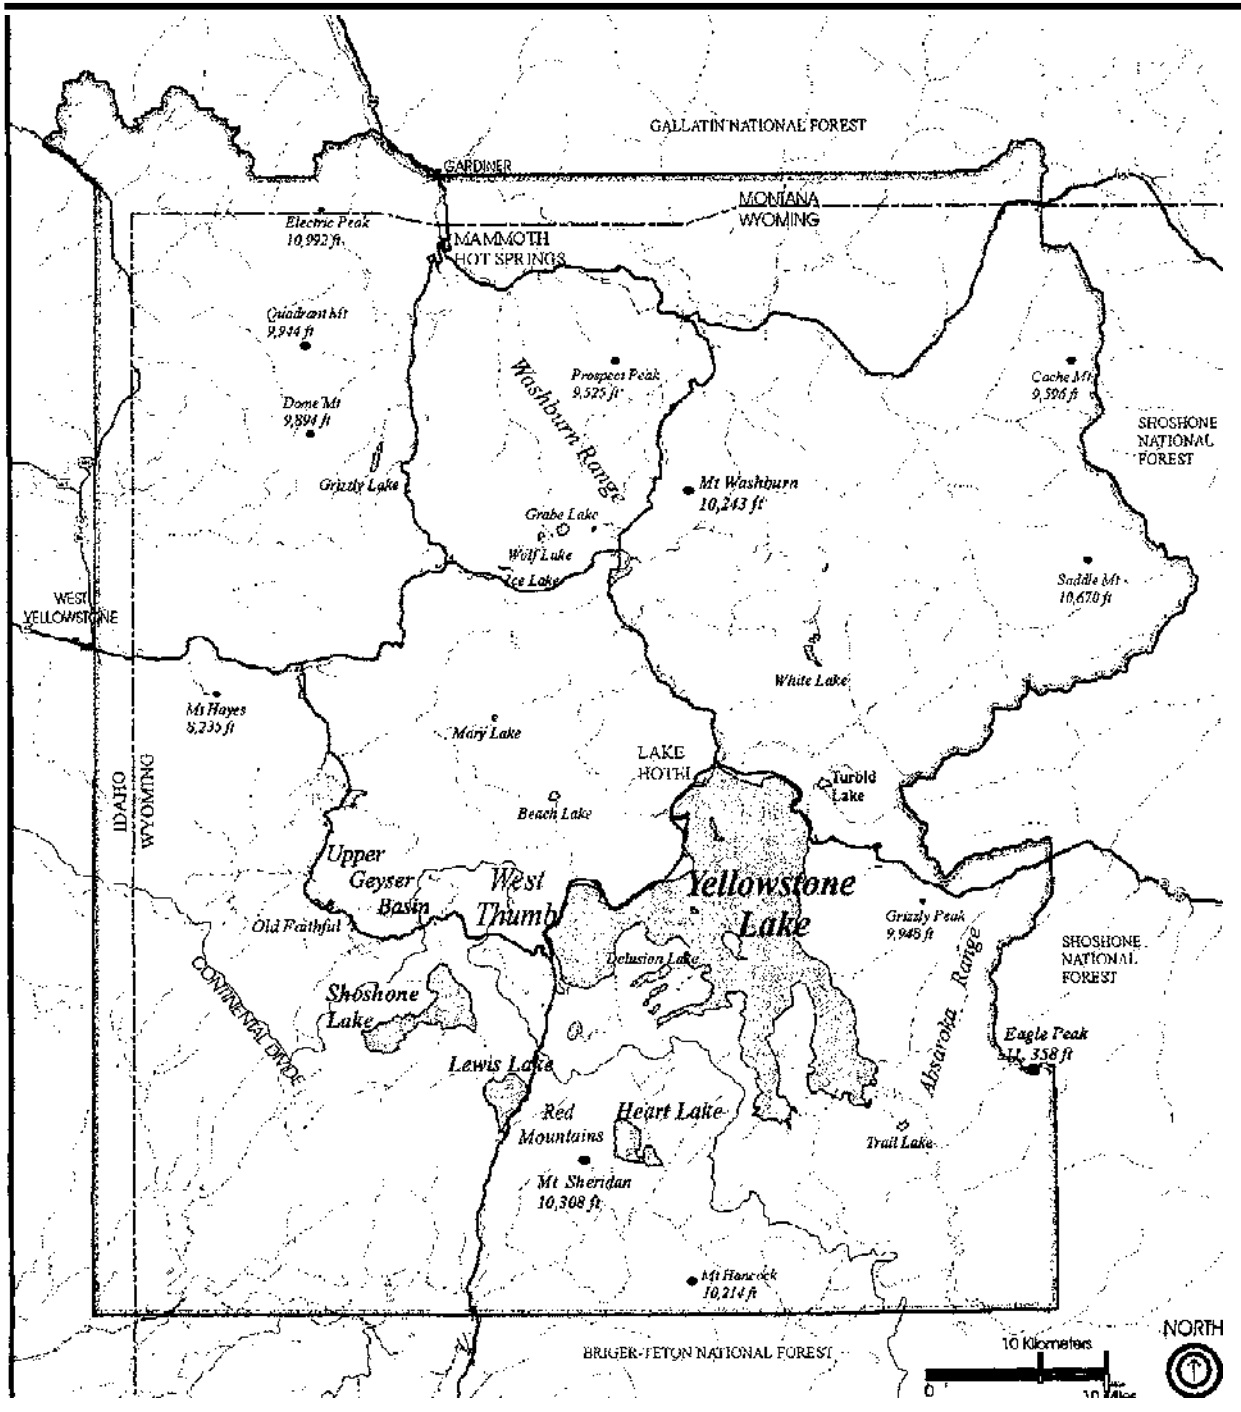 GALLATIN NATIONAL FOREST
GARDINER
MONTANA
WYOMING
Electric Peak
10,992 ft
MAMMOTH
HOT SPRINGS
Quadrant Mt
9,944 ft
Prospect Peak
9,525 ft
Washburn Range
Cache Mt
9,596 ft
Dome Mt
9,894 ft
SHOSHONE
NATIONAL
FOREST
Grizzly Lake
Mt Washburn
10,243 ft
Grabe Lake
Wolf Lake
Ice Lake
Saddle Mt
10,670 ft
WEST
YELLOWSTONE
White Lake
Mt Hayes
8,235 ft
Mary Lake
LAKE
HOTEL
IDAHO
WYOMING
Turbid
Lake
Beach Lake
Upper
Geyser
Basin
West
Thumb
Yellowstone
Lake
Old Faithful
Grizzly Peak
9,948 ft
Delusion Lake
SHOSHONE
NATIONAL
FOREST
CONTINENTAL DIVIDE
Shoshone
Lake
Absaroka Range
Eagle Peak
11, 358 ft
Lewis Lake
Red
Mountains
Heart Lake
Trail Lake
Mt Sheridan
10,308 ft
Mt Hancock
10,214 ft
BRIGER-TETON NATIONAL FOREST
NORTH
10 Kilometers
0
10 Miles